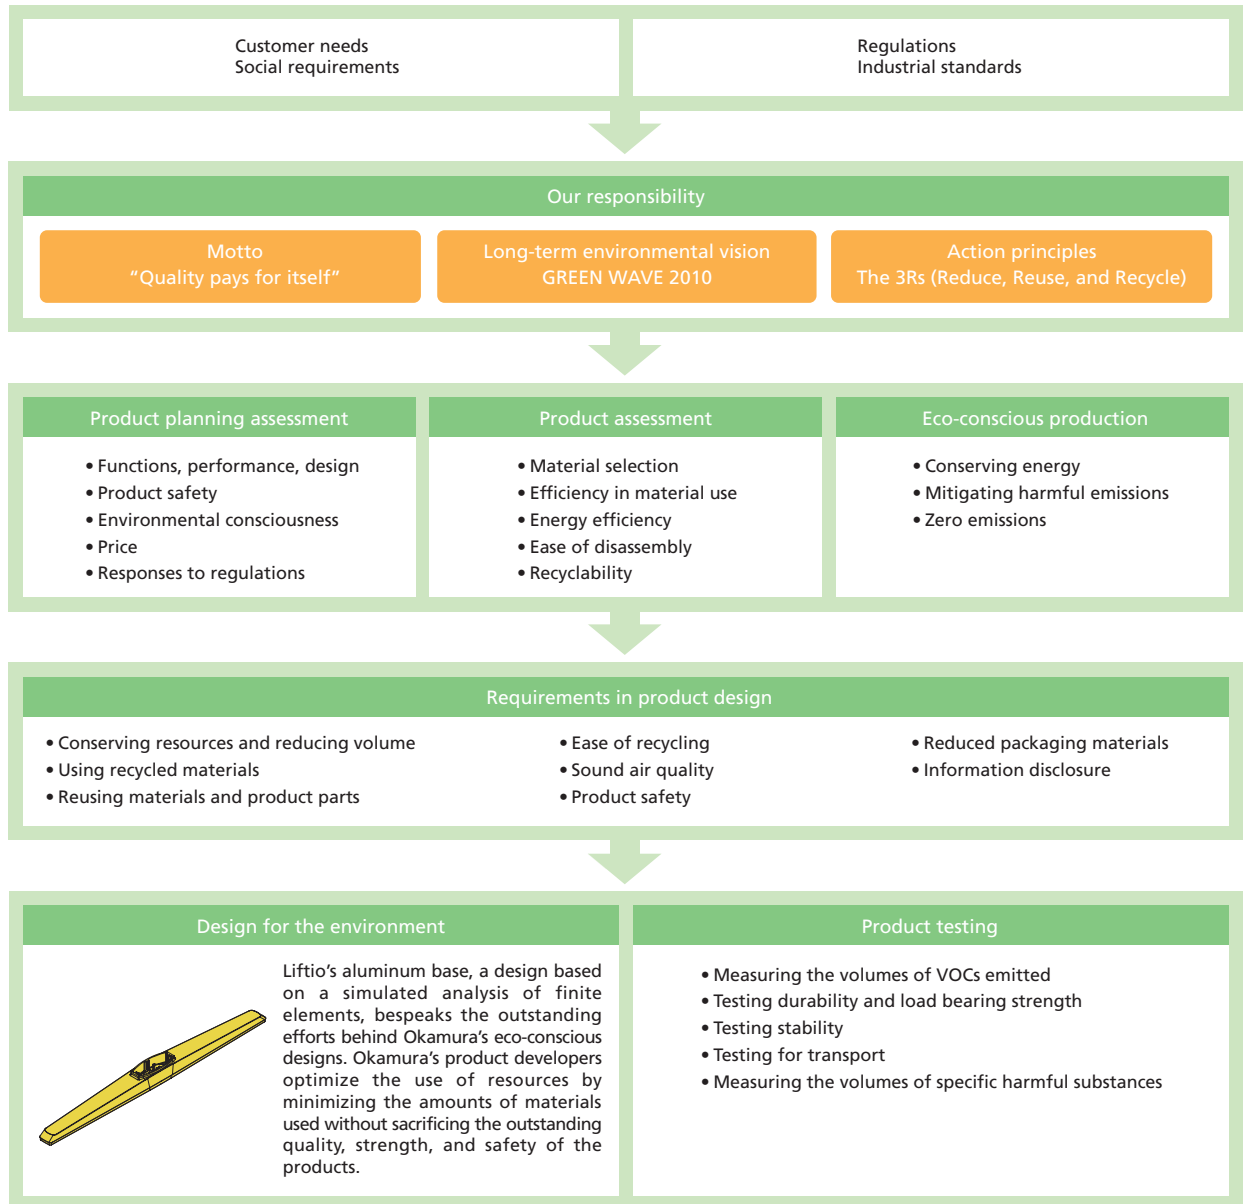 Customer needs
Social requirements
Regulations
Industrial standards
Our responsibility
Motto
“Quality pays for itself”
Long-term environmental vision
GREEN WAVE 2010
Action principles
The 3Rs (Reduce, Reuse, and Recycle)
Product planning assessment
• Functions, performance, design
• Product safety
• Environmental consciousness
• Price
• Responses to regulations
Product assessment
• Material selection
• Efficiency in material use
• Energy efficiency
• Ease of disassembly
• Recyclability
Eco-conscious production
• Conserving energy
• Mitigating harmful emissions
• Zero emissions
Requirements in product design
• Conserving resources and reducing volume
• Using recycled materials
• Reusing materials and product parts
• Ease of recycling
• Sound air quality
• Product safety
• Reduced packaging materials
• Information disclosure
Design for the environment
Liftio’s aluminum base, a design based
on a simulated analysis of finite
elements, bespeaks the outstanding
efforts behind Okamura’s eco-conscious
designs. Okamura’s product developers
optimize the use of resources by
minimizing the amounts of materials
used without sacrificing the outstanding
quality, strength, and safety of the
products.
Product testing
• Measuring the volumes of VOCs emitted
• Testing durability and load bearing strength
• Testing stability
• Testing for transport
• Measuring the volumes of specific harmful substances